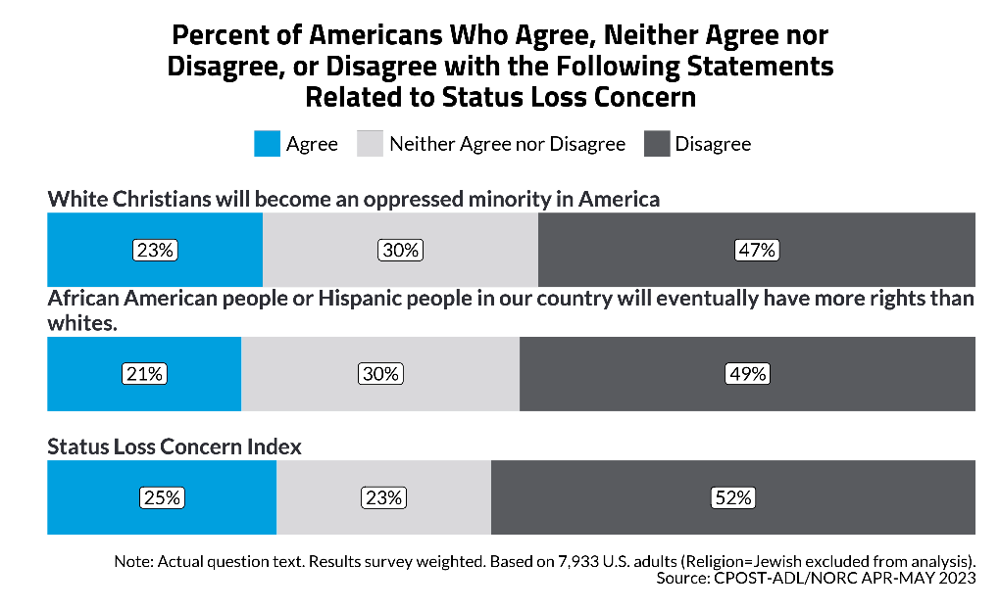 Percent of Americans Who Agree, Neither Agree nor
Disagree, or Disagree with the Following Statements
Related to Status Loss Concern
Agree Neither Agree nor Disagree Disagree
White Christians will become an oppressed minority in America
23% 30% 47%
African American people or Hispanic people in our country will eventually have more rights than
whites.
21% 30% 49%
Status Loss Concern Index
25% 23% 52%
Note: Actual question text. Results survey weighted. Based on 7,933 U.S. adults (Religion=Jewish excluded from analysis).
Source: CPOST-ADL/NORC APR-MAY 2023